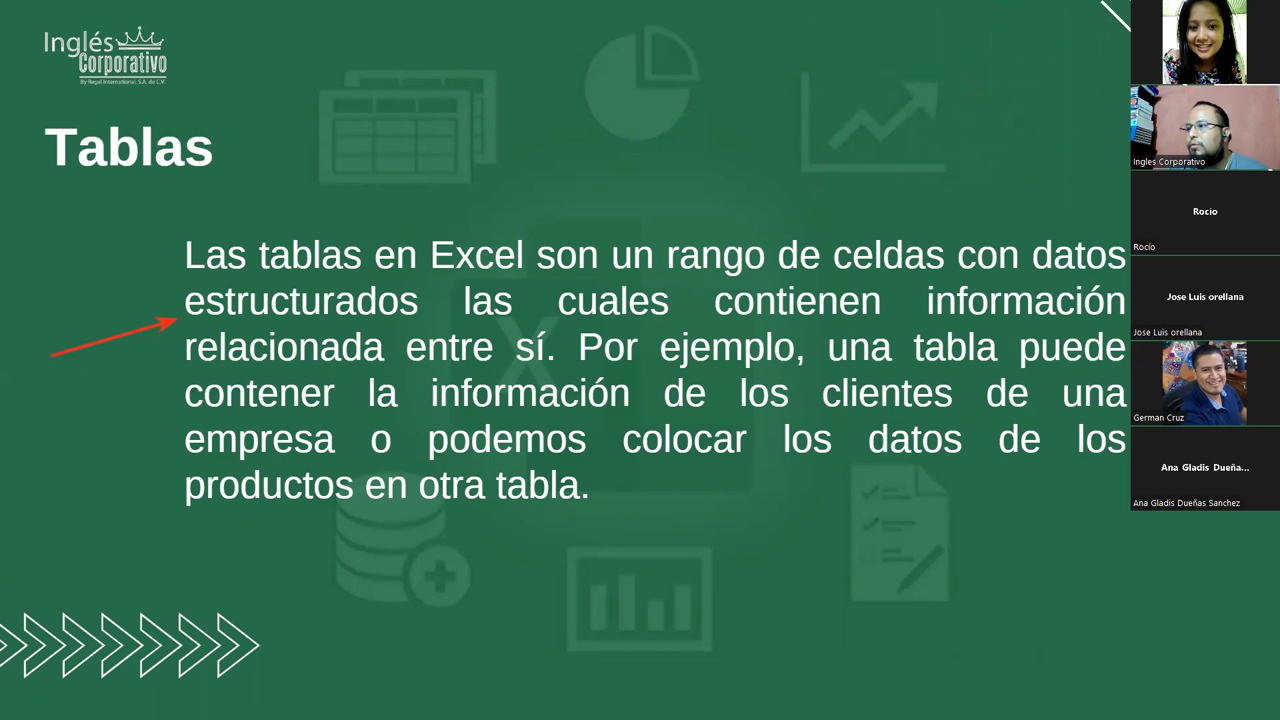 Inglés
Corporativo
By Regal International, S.A. de C.V.
Tablas
Las tablas en Excel son un rango de celdas con datos
estructurados las cuales contienen información
relacionada entre sí. Por ejemplo, una tabla puede
contener la información de los clientes de una
empresa o podemos colocar los datos de los
productos en otra tabla.
Ingles Corporativo
Rocio
Rocío
Jose Luis orellana
Jose Luis orellana
German Cruz
Ana Gladis Dueña...
Ana Gladis Dueñas Sanchez